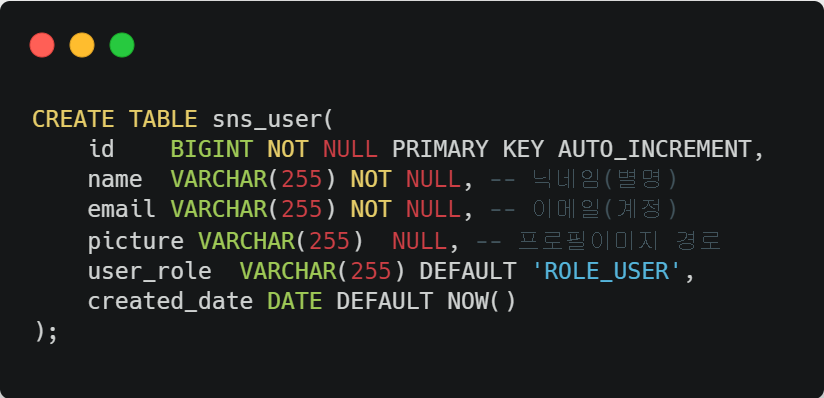 CREATE TABLE sns_user(
    id    BIGINT NOT NULL PRIMARY KEY AUTO_INCREMENT,
    name  VARCHAR(255) NOT NULL, -- 닉네임(별명)
    email VARCHAR(255) NOT NULL, -- 이메일(계정)
    picture VARCHAR(255)  NULL, -- 프로필이미지 경로
    user_role  VARCHAR(255) DEFAULT 'ROLE_USER',
    created_date DATE DEFAULT NOW()
);